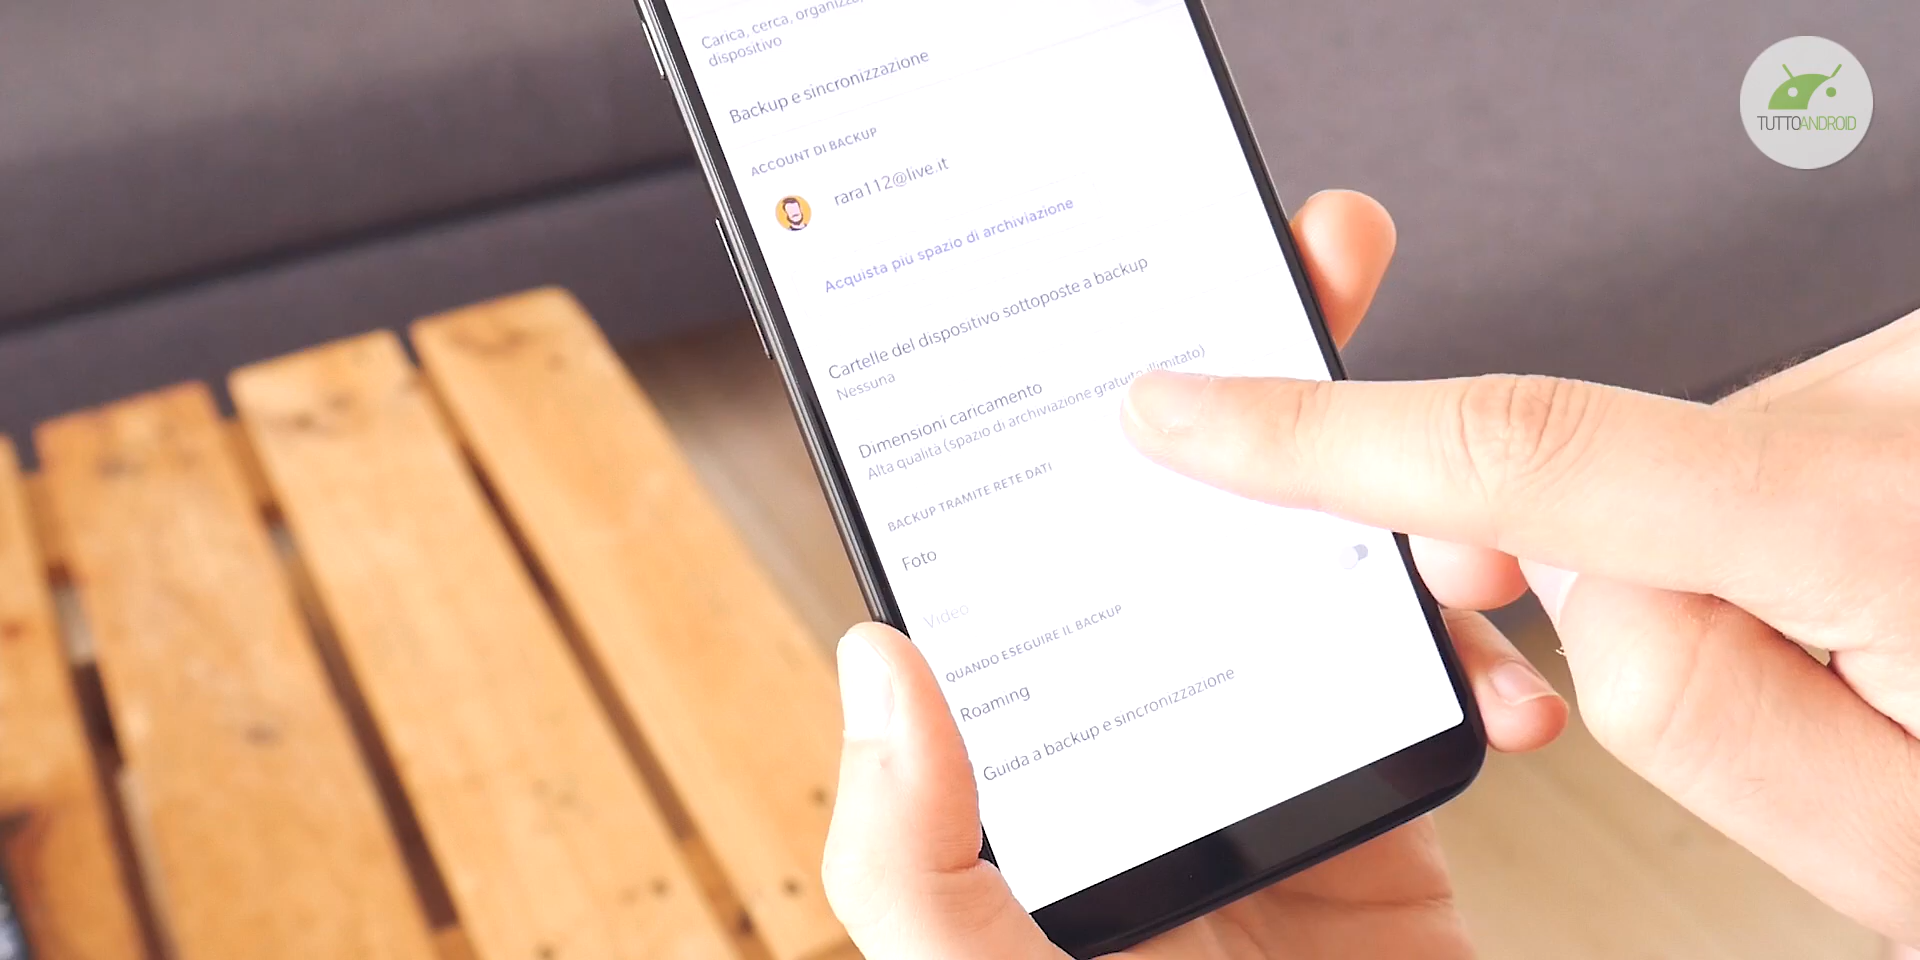 Carica, cerca, organizza,
dispositivo
Backup e sincronizzazione
ACCOUNT DI BACKUP
rara112@live.it
Acquista più spazio di archiviazione
Cartelle del dispositivo sottoposte a backup
Nessuna
Dimensioni caricamento
Alta qualità (spazio di archiviazione gratuito illimitato)
BACKUP TRAMITE RETE DATI
Foto
Video
QUANDO ESEGUIRE IL BACKUP
Roaming
Guida a backup e sincronizzazione
TUTTOANDROID